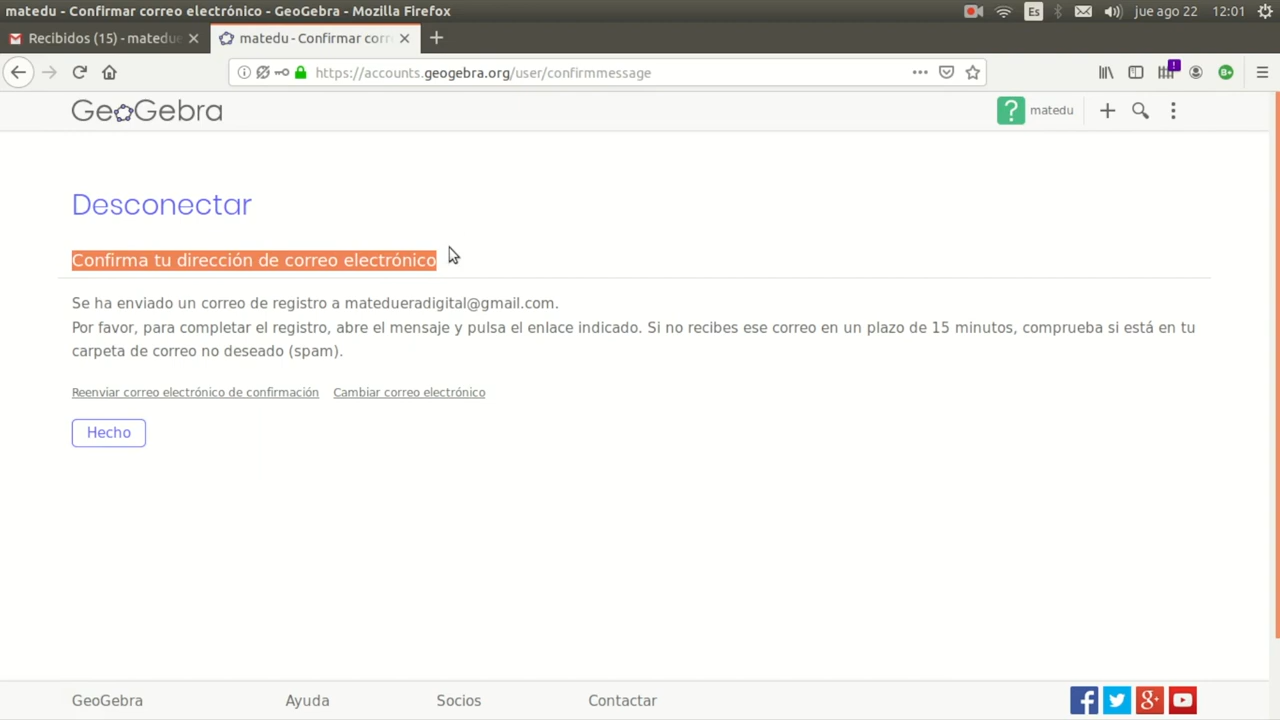 matedu - Confirmar correo electrónico - GeoGebra - Mozilla Firefox
Es
jue ago 22 12:01
Recibidos (15) - matedue
matedu - Confirmar corr
https://accounts.geogebra.org/user/confirmmessage
GeoGebra
matedu
Desconectar
Confirma tu dirección de correo electrónico
Se ha enviado un correo de registro a matedueradigital@gmail.com.
Por favor, para completar el registro, abre el mensaje y pulsa el enlace indicado. Si no recibes ese correo en un plazo de 15 minutos, comprueba si está en tu
carpeta de correo no deseado (spam).
Reenviar correo electrónico de confirmación Cambiar correo electrónico
Hecho
GeoGebra Ayuda Socios Contactar